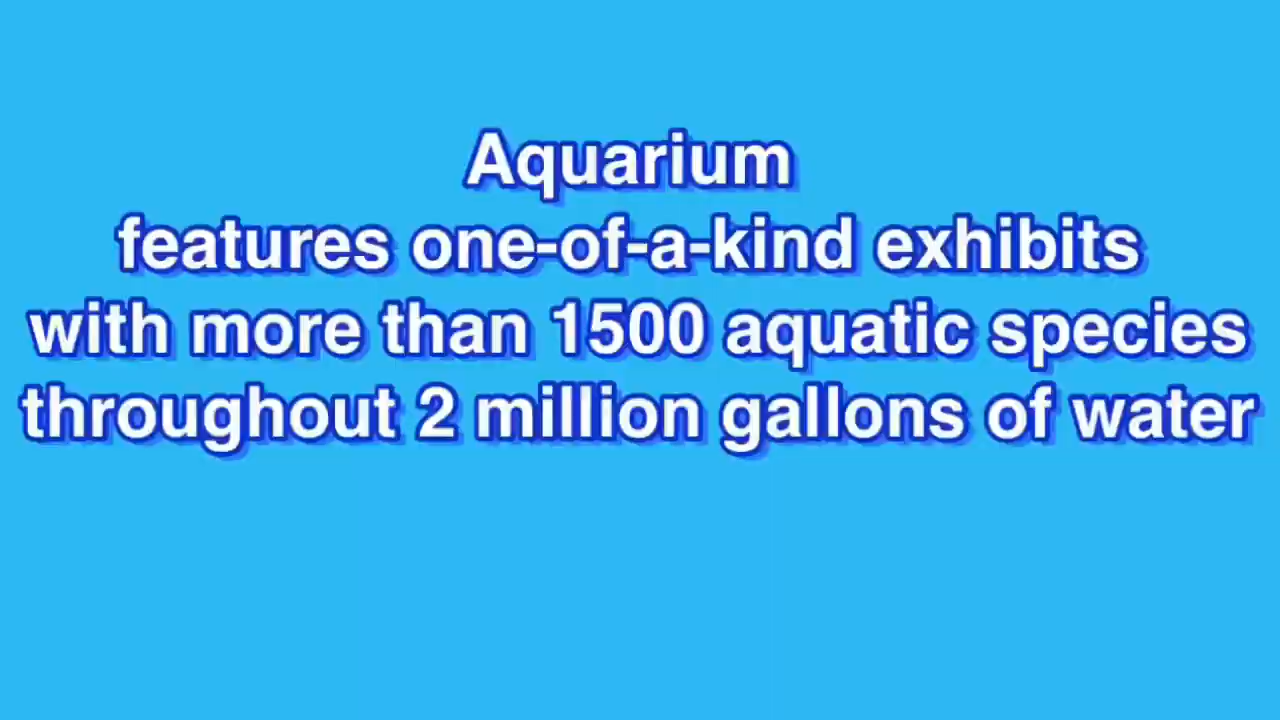 Aquarium
features one-of-a-kind exhibits
with more than 1500 aquatic species
throughout 2 million gallons of water